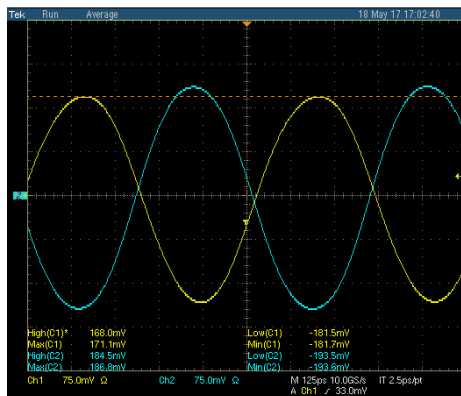 Tek Run Average 18 May 17 17:02:40
High(C1)* 168.0mV Low(C1) -181.5mV
Max(C1) 171.1mV Min(C1) -181.7mV
High(C2) 184.5mV Low(C2) -193.5mV
Max(C2) 186.8mV Min(C2) -193.6mV
Ch1 75.0mV Ω Ch2 75.0mV Ω M 125ps 10.0GS/s IT 2.5ps/pt
A Ch1 ∕ 33.0mV